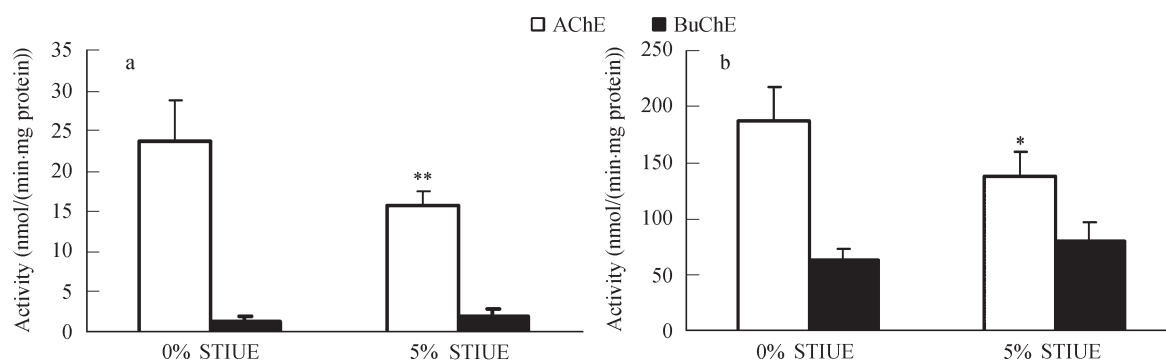 AChE BuChE
a
35
30
25
20
15
10
5
0
Activity (nmol/(min·mg protein))
**
0% STIUE 5% STIUE
b
250
200
150
100
50
0
Activity (nmol/(min·mg protein))
*
0% STIUE 5% STIUE